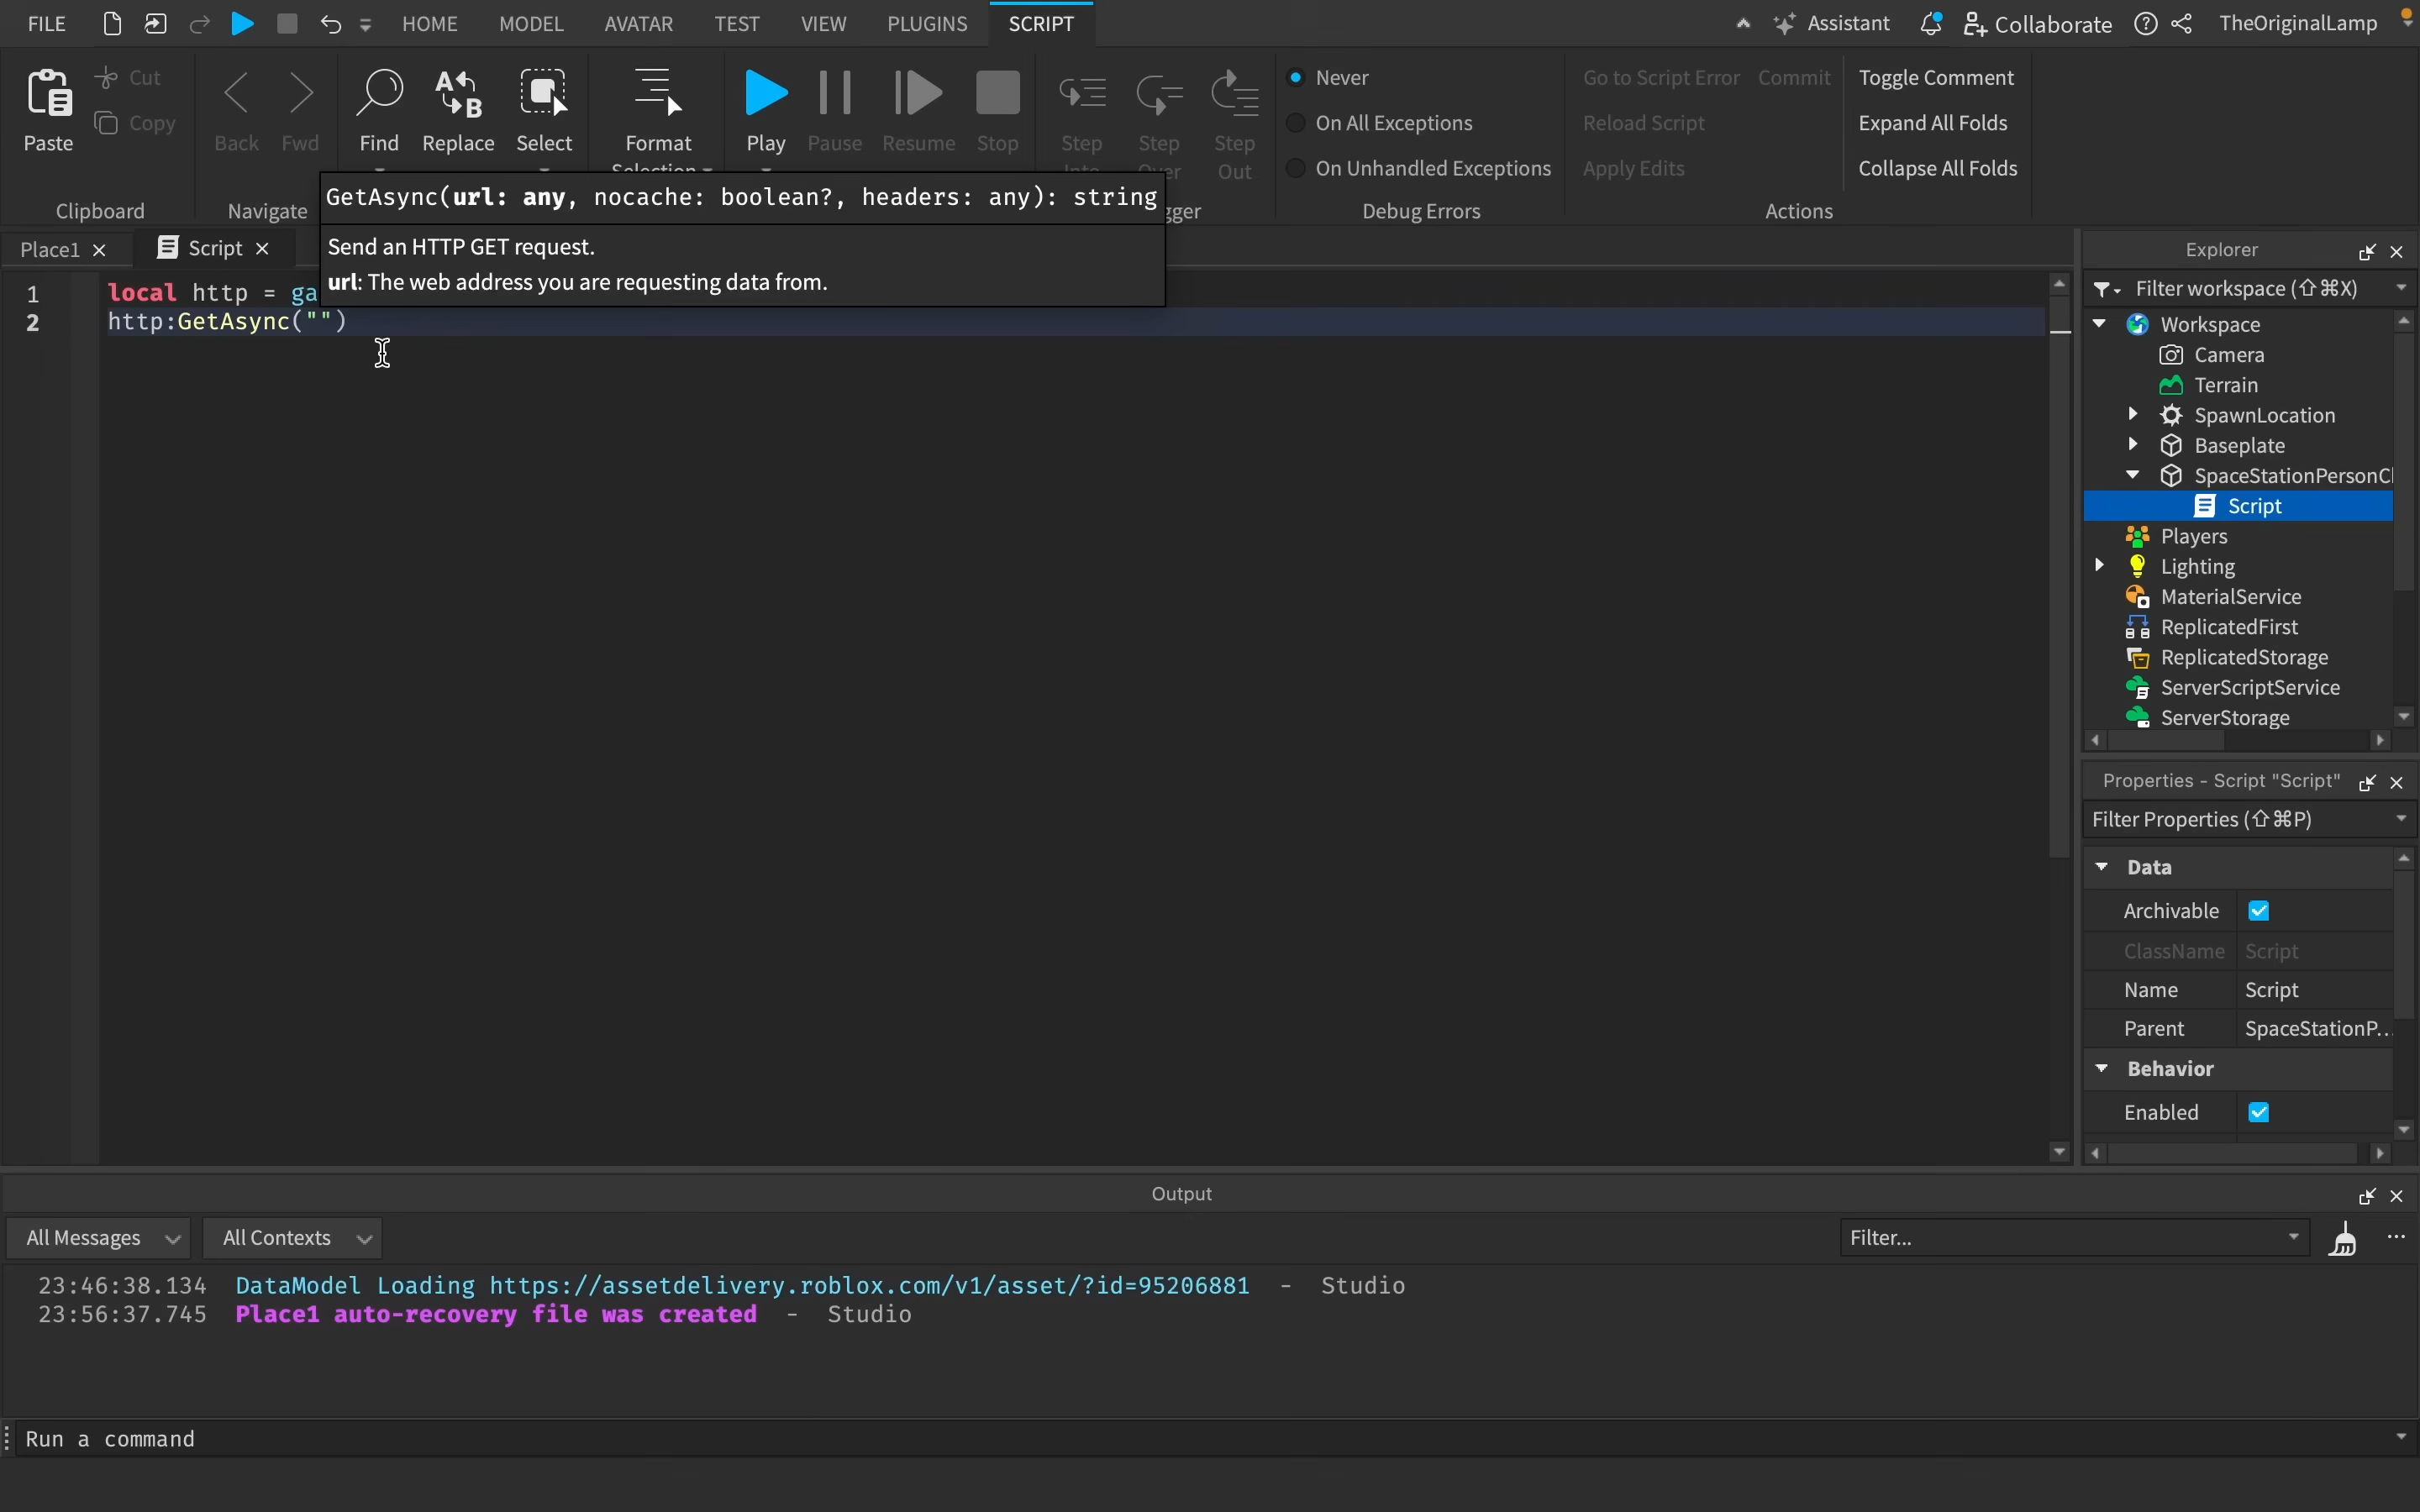 FILE HOME MODEL AVATAR TEST VIEW PLUGINS SCRIPT Assistant Collaborate TheOriginalLamp
Paste Cut Copy
Clipboard
Back Fwd
Navigate
Find Replace Select
Format
Play Pause Resume Stop
Step
Step
Step Out
gger
Never
On All Exceptions
On Unhandled Exceptions
Debug Errors
Go to Script Error Commit
Reload Script
Apply Edits
Toggle Comment
Expand All Folds
Collapse All Folds
Actions
GetAsync(url: any, nocache: boolean?, headers: any): string
Send an HTTP GET request.
url: The web address you are requesting data from.
Place1 Script
1 local http = ga
2 http:GetAsync("")
Explorer
Filter workspace (⇧⌘X)
Workspace
Camera
Terrain
SpawnLocation
Baseplate
SpaceStationPersonCl
Script
Players
Lighting
MaterialService
ReplicatedFirst
ReplicatedStorage
ServerScriptService
ServerStorage
Properties - Script "Script"
Filter Properties (⇧⌘P)
Data
Archivable
ClassName Script
Name Script
Parent SpaceStationP...
Behavior
Enabled
Output
All Messages All Contexts Filter...
23:46:38.134 DataModel Loading https://assetdelivery.roblox.com/v1/asset/?id=95206881 - Studio
23:56:37.745 Place1 auto-recovery file was created - Studio
Run a command